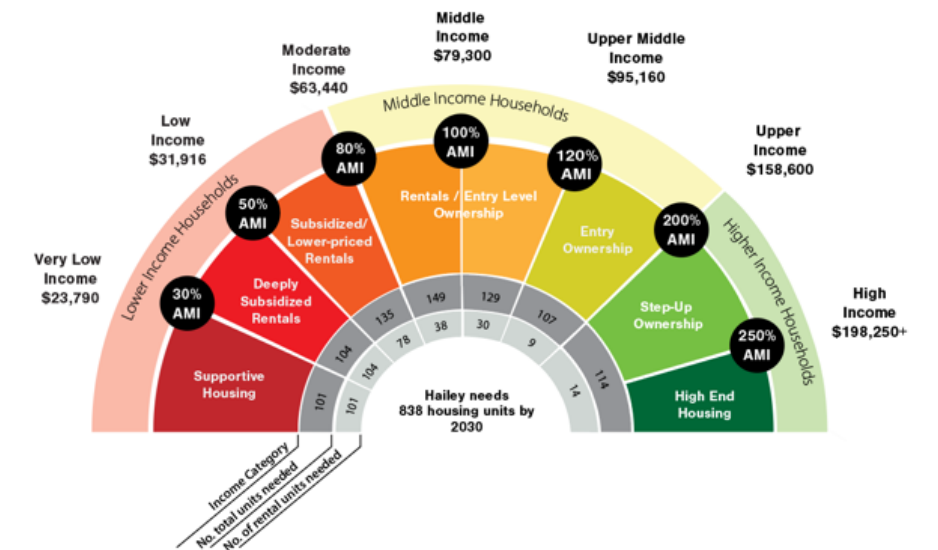 Middle
Income
$79,300
Upper Middle
Income
$95,160
Moderate
Income
$63,440
Low
Income
$31,916
Upper
Income
$158,600
Very Low
Income
$23,790
High
Income
$198,250+
Lower Income Households
Middle Income Households
Higher Income Households
30%
AMI
50%
AMI
80%
AMI
100%
AMI
120%
AMI
200%
AMI
250%
AMI
Supportive
Housing
Deeply
Subsidized
Rentals
Subsidized/
Lower-priced
Rentals
Rentals / Entry Level
Ownership
Entry
Ownership
Step-Up
Ownership
High End
Housing
101
104
135
149
129
107
114
101
104
78
38
30
9
14
Hailey needs
838 housing units by
2030
Income Category
No. total units needed
No. of rental units needed